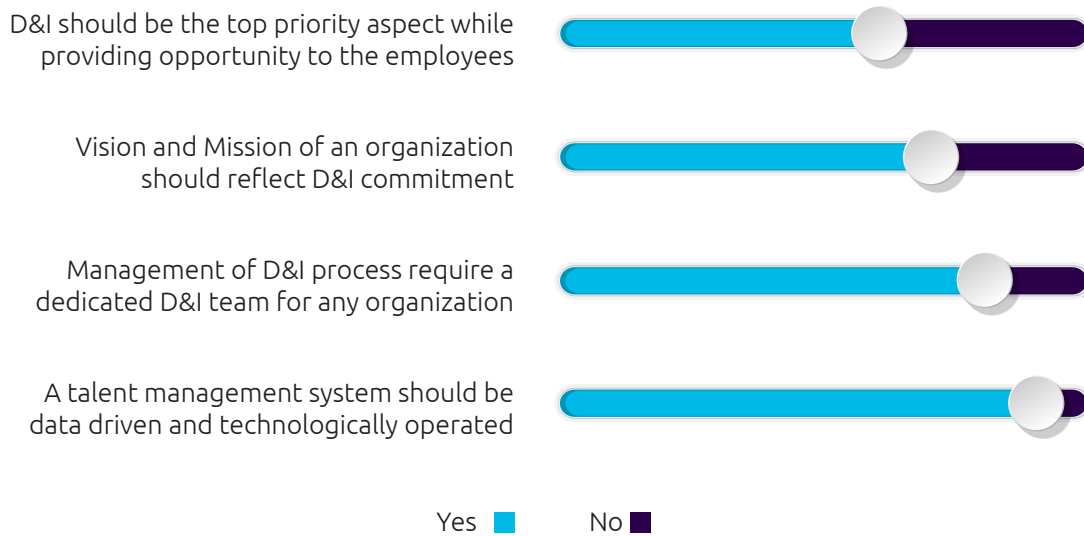 D&I should be the top priority aspect while
providing opportunity to the employees
Vision and Mission of an organization
should reflect D&I commitment
Management of D&I process require a
dedicated D&I team for any organization
A talent management system should be
data driven and technologically operated
Yes
No